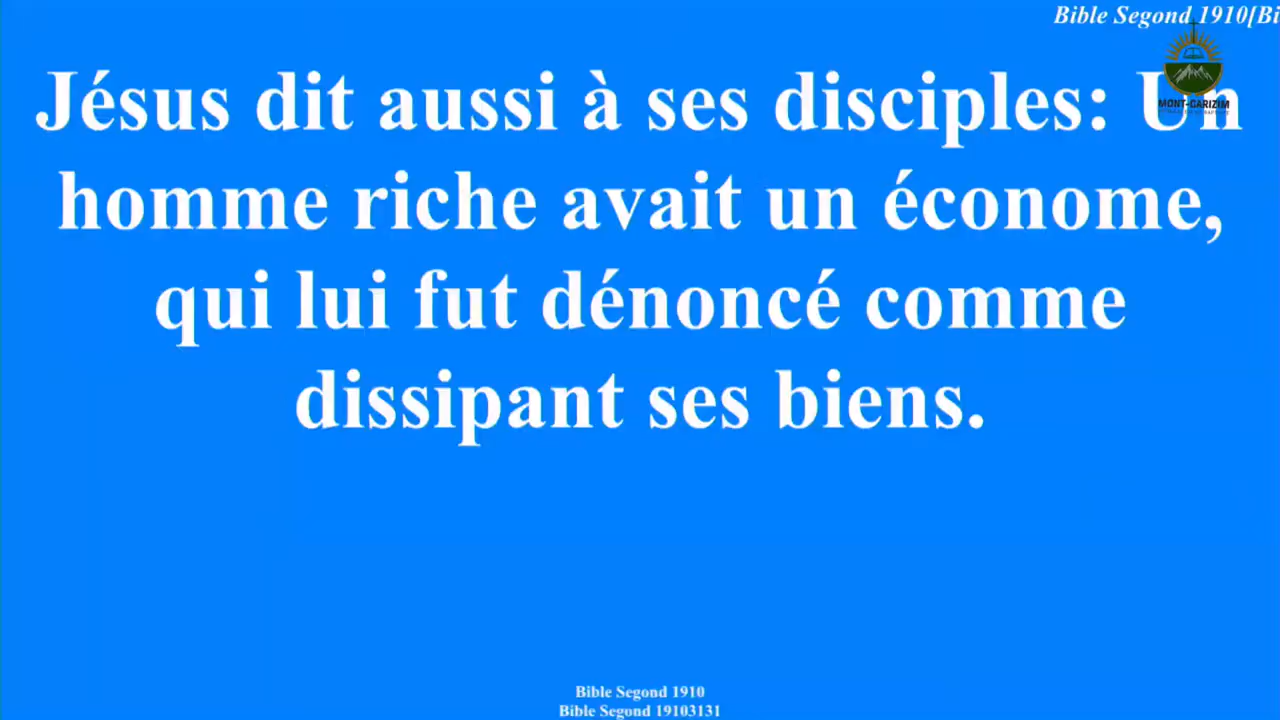 Bible Segond 1910[Bi
MONT-GARIZIM
Jésus dit aussi à ses disciples: Un
homme riche avait un économe,
qui lui fut dénoncé comme
dissipant ses biens.
Bible Segond 1910
Bible Segond 19103131